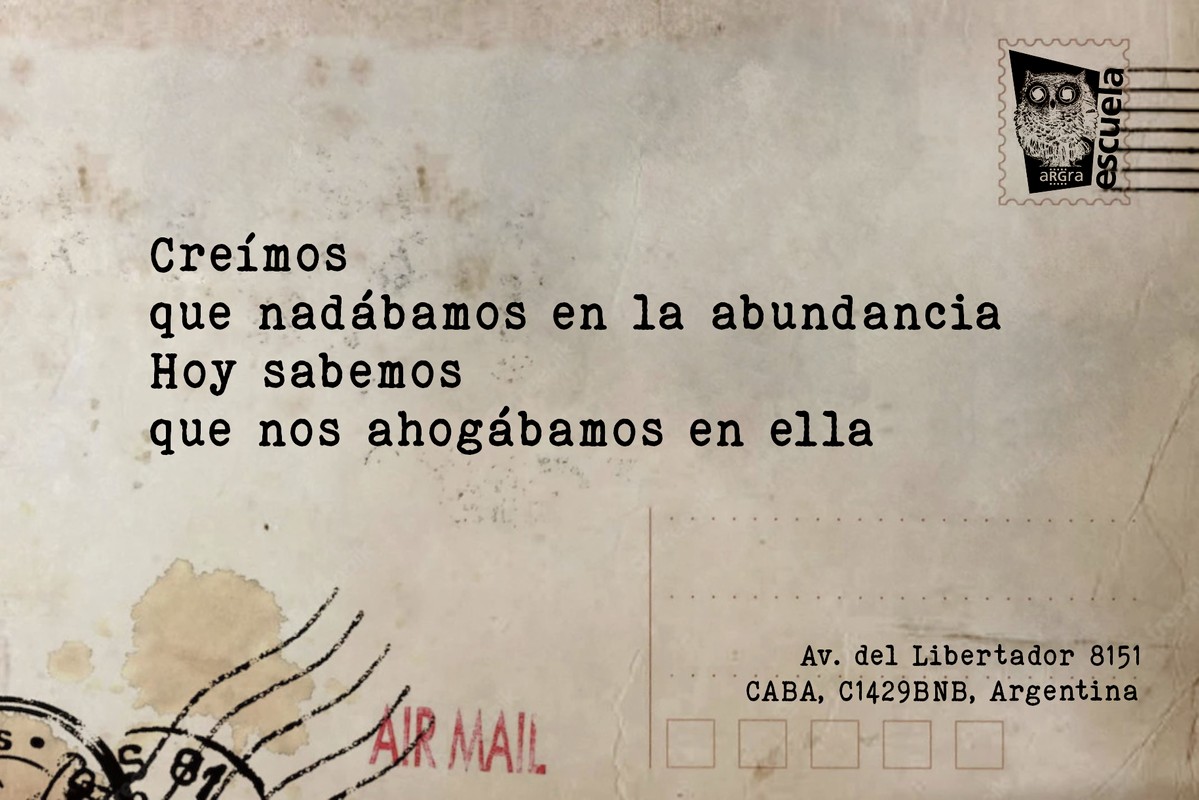 aRGra
escuela
Creímos
que nadábamos en la abundancia
Hoy sabemos
que nos ahogábamos en ella
Av. del Libertador 8151
CABA, C1429BNB, Argentina
AIR MAIL
S 81